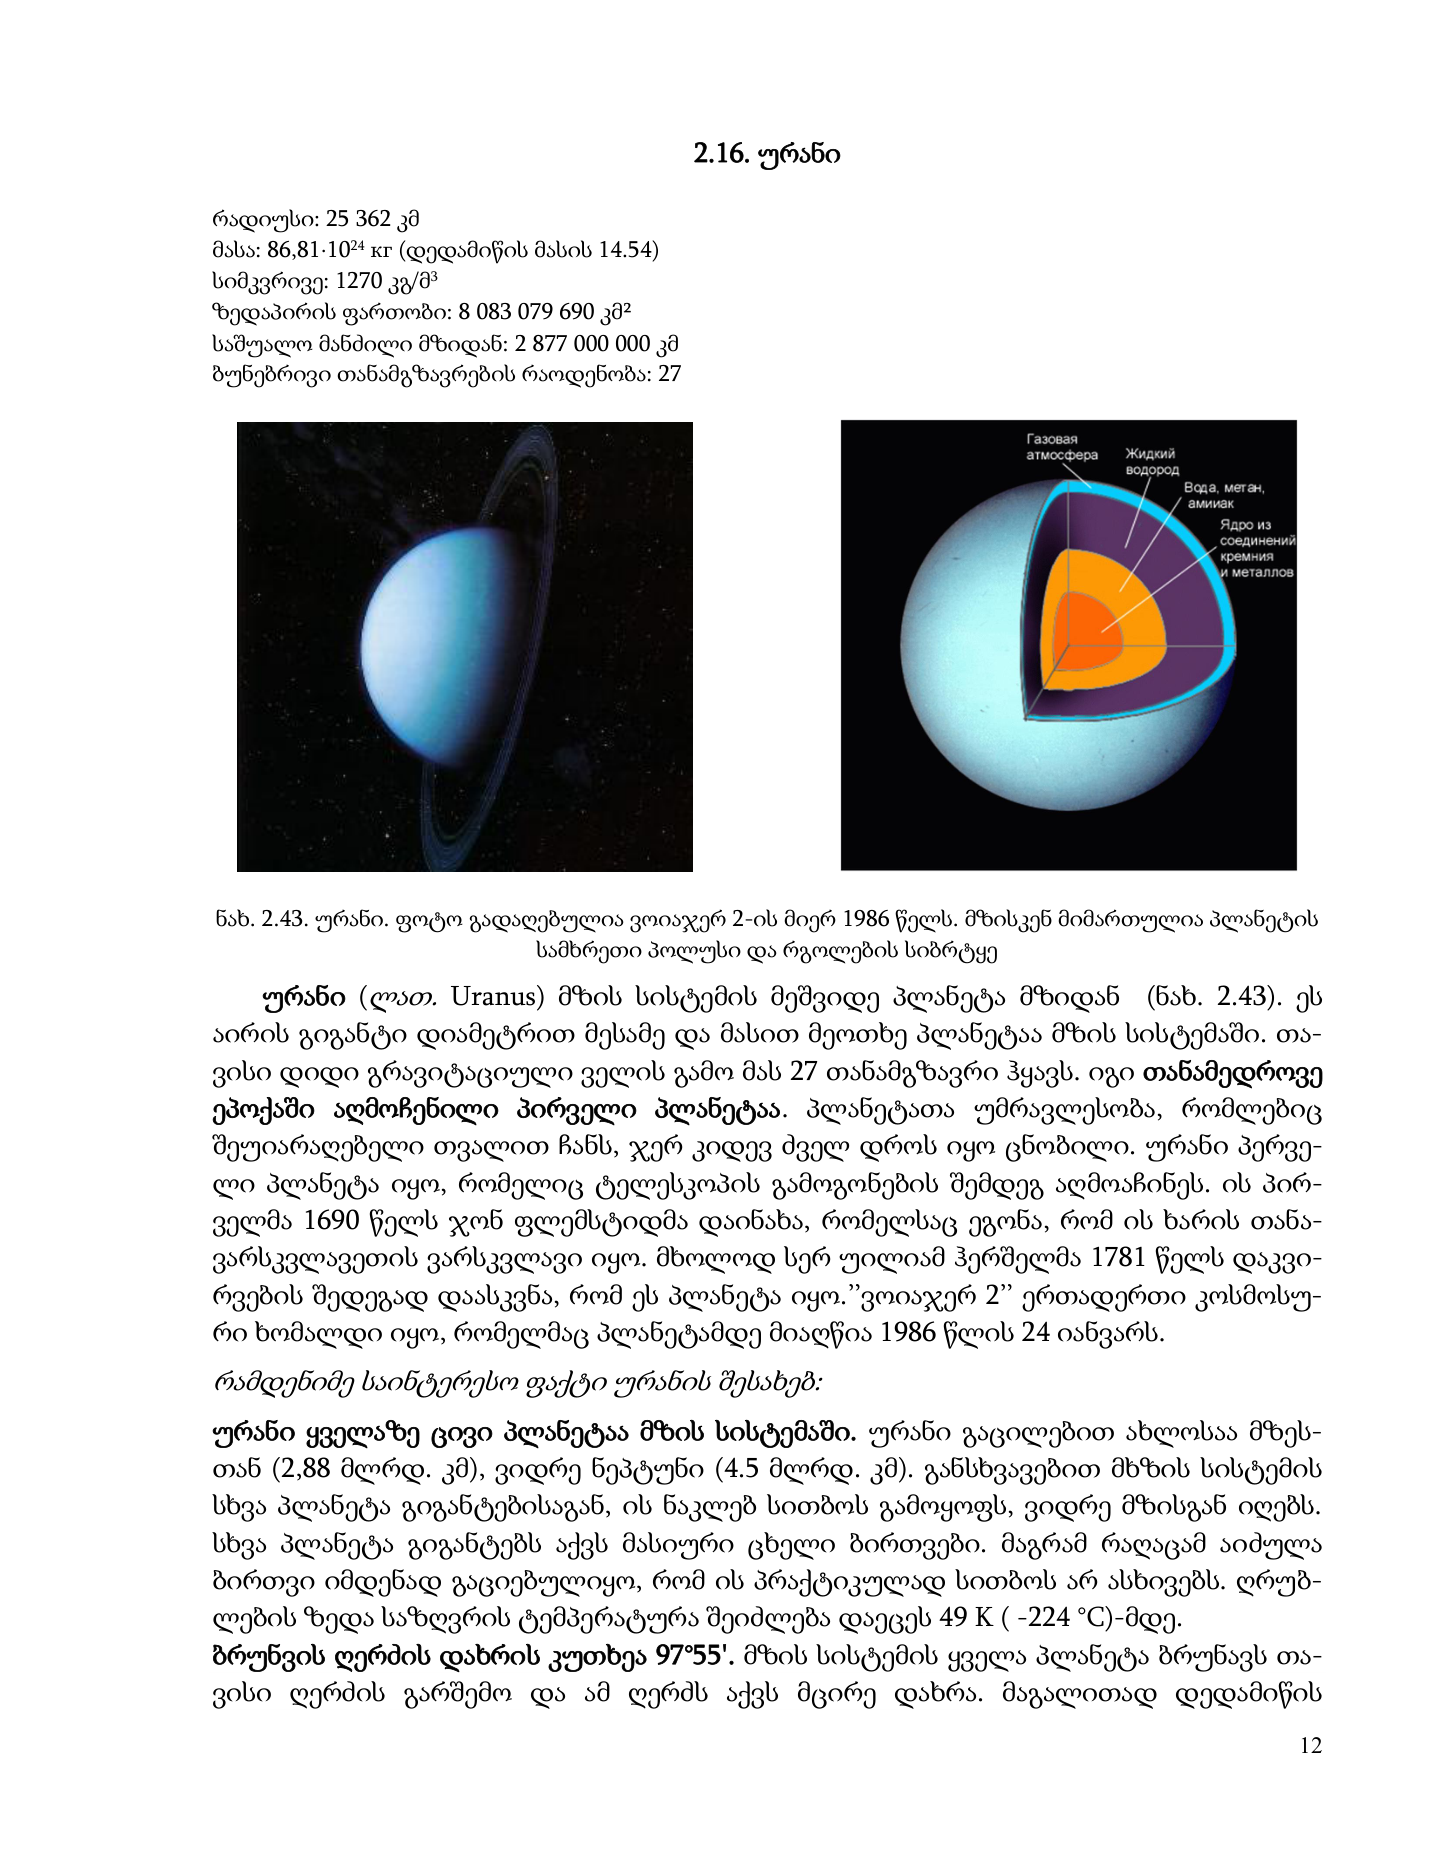 2.16. ურანი
რადიუსი: 25 362 კმ
მასა: 86,81·10²⁴ кг (დედამიწის მასის 14.54)
სიმკვრივე: 1270 კგ/მ³
ზედაპირის ფართობი: 8 083 079 690 კმ²
საშუალო მანძილი მზიდან: 2 877 000 000 კმ
ბუნებრივი თანამგზავრების რაოდენობა: 27
Газовая
атмосфера
Жидкий
водород
Вода, метан,
амииак
Ядро из
соединений
кремния
и металлов
ნახ. 2.43. ურანი. ფოტო გადაღებულია ვოიაჯერ 2-ის მიერ 1986 წელს. მზისკენ მიმართულია პლანეტის
სამხრეთი პოლუსი და რგოლების სიბრტყე
ურანი (ლათ. Uranus) მზის სისტემის მეშვიდე პლანეტა მზიდან (ნახ. 2.43). ეს
აირის გიგანტი დიამეტრით მესამე და მასით მეოთხე პლანეტაა მზის სისტემაში. თა-
ვისი დიდი გრავიტაციული ველის გამო მას 27 თანამგზავრი ჰყავს. იგი თანამედროვე
ეპოქაში აღმოჩენილი პირველი პლანეტაა. პლანეტათა უმრავლესობა, რომლებიც
შეუიარაღებელი თვალით ჩანს, ჯერ კიდევ ძველ დროს იყო ცნობილი. ურანი პერვე-
ლი პლანეტა იყო, რომელიც ტელესკოპის გამოგონების შემდეგ აღმოაჩინეს. ის პირ-
ველმა 1690 წელს ჯონ ფლემსტიდმა დაინახა, რომელსაც ეგონა, რომ ის ხარის თანა-
ვარსკვლავეთის ვარსკვლავი იყო. მხოლოდ სერ უილიამ ჰერშელმა 1781 წელს დაკვი-
რვების შედეგად დაასკვნა, რომ ეს პლანეტა იყო.”ვოიაჯერ 2” ერთადერთი კოსმოსუ-
რი ხომალდი იყო, რომელმაც პლანეტამდე მიაღწია 1986 წლის 24 იანვარს.
რამდენიმე საინტერესო ფაქტი ურანის შესახებ:
ურანი ყველაზე ცივი პლანეტაა მზის სისტემაში. ურანი გაცილებით ახლოსაა მზეს-
თან (2,88 მლრდ. კმ), ვიდრე ნეპტუნი (4.5 მლრდ. კმ). განსხვავებით მხზის სისტემის
სხვა პლანეტა გიგანტებისაგან, ის ნაკლებ სითბოს გამოყოფს, ვიდრე მზისგან იღებს.
სხვა პლანეტა გიგანტებს აქვს მასიური ცხელი ბირთვები. მაგრამ რაღაცამ აიძულა
ბირთვი იმდენად გაციებულიყო, რომ ის პრაქტიკულად სითბოს არ ასხივებს. ღრუბ-
ლების ზედა საზღვრის ტემპერატურა შეიძლება დაეცეს 49 K ( -224 °C)-მდე.
ბრუნვის ღერძის დახრის კუთხეა 97°55'. მზის სისტემის ყველა პლანეტა ბრუნავს თა-
ვისი ღერძის გარშემო და ამ ღერძს აქვს მცირე დახრა. მაგალითად დედამიწის
12